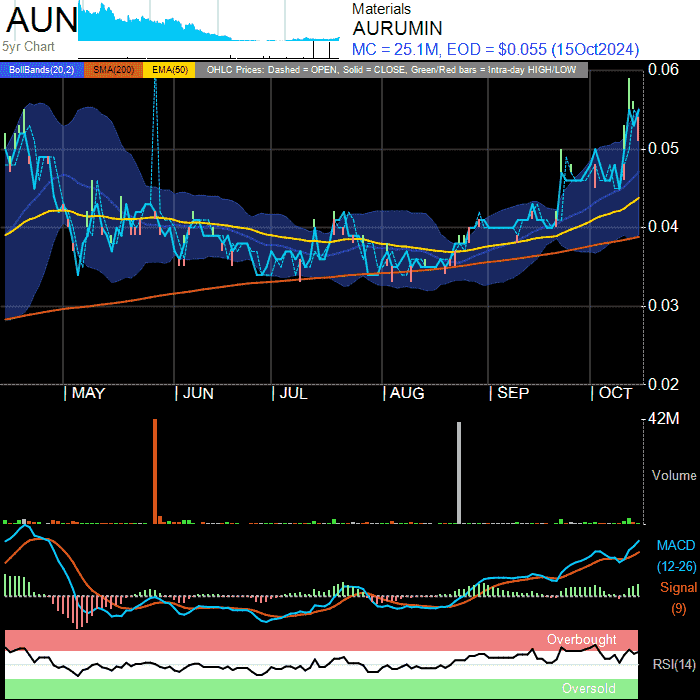 AUN
5yr Chart
Materials
AURUMIN
MC = 25.1M, EOD = $0.055 (15Oct2024)
BollBands(20,2) SMA(200) EMA(50) OHLC Prices: Dashed = OPEN, Solid = CLOSE, Green/Red bars = Intra-day HIGH/LOW
0.06
0.05
0.04
0.03
0.02
MAY JUN JUL AUG SEP OCT
42M
Volume
MACD
(12-26)
Signal
(9)
Overbought
RSI(14)
Oversold